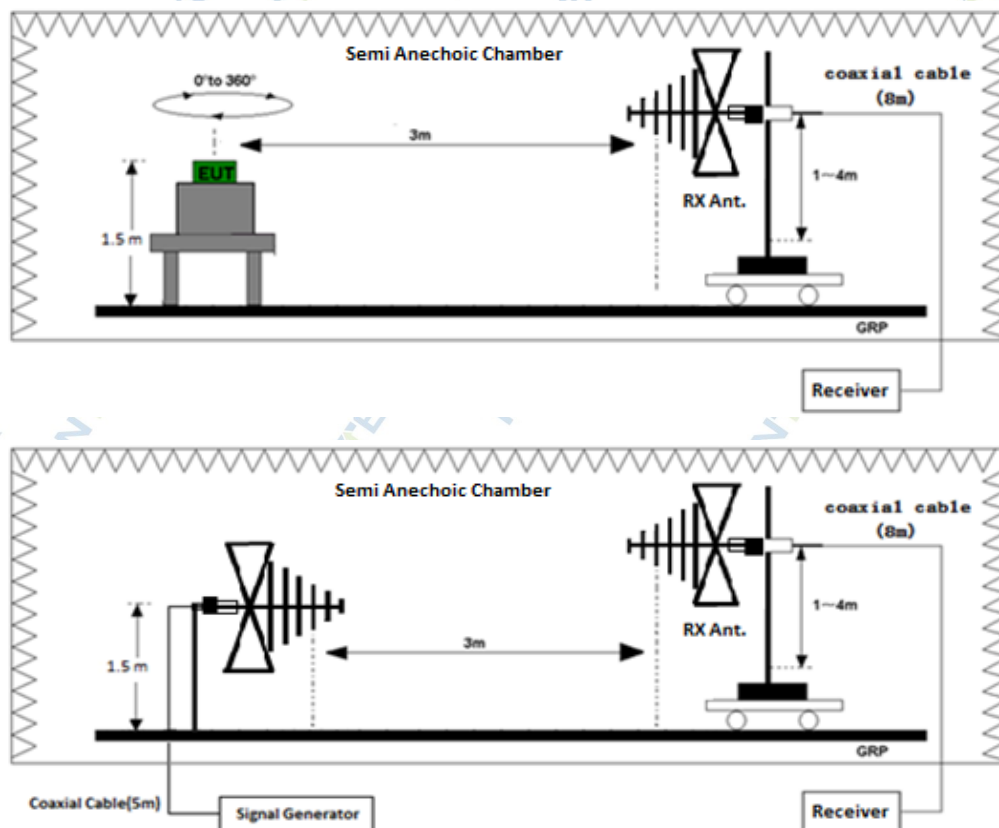 Semi Anechoic Chamber
0°to 360°
coaxial cable
(8m)
3m
EUT
1~4m
RX Ant.
1.5 m
GRP
Receiver
Semi Anechoic Chamber
coaxial cable
(8m)
1~4m
RX Ant.
3m
1.5 m
GRP
Coaxial Cable(5m)
Signal Generator
Receiver